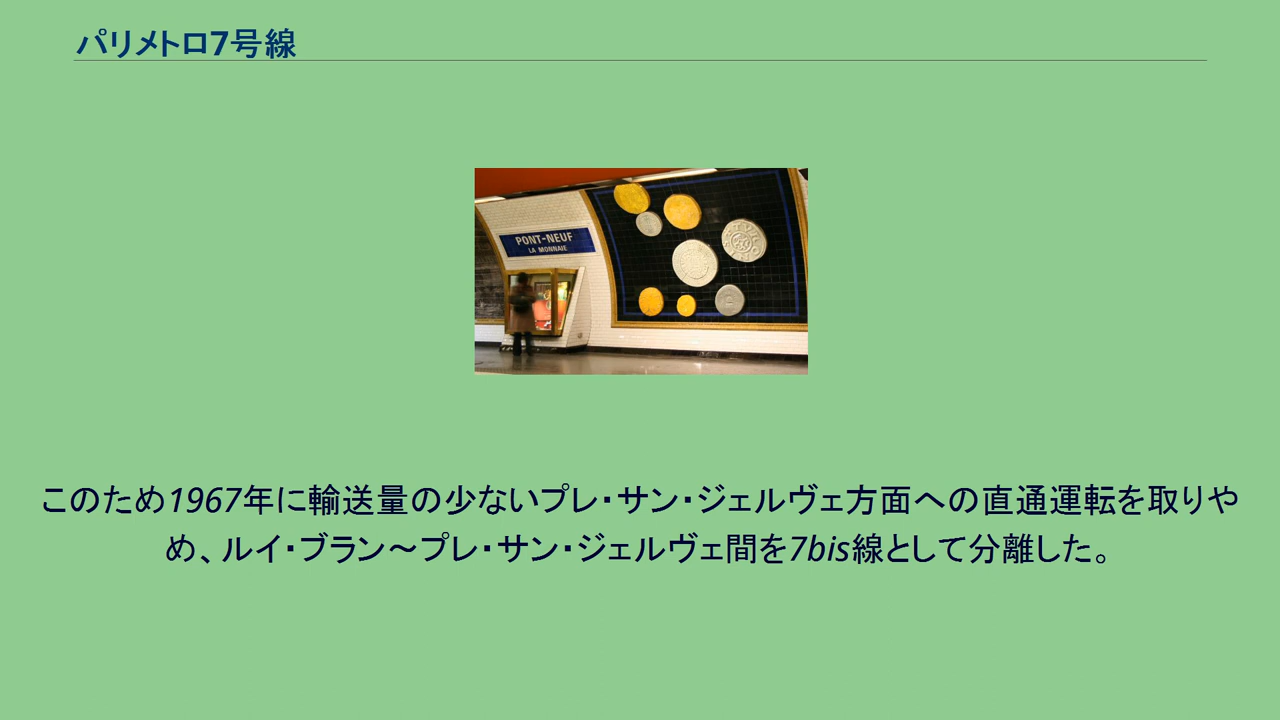 パリメトロ7号線
PONT-NEUF
LA MONNAIE
このため1967年に輸送量の少ないプレ・サン・ジェルヴェ方面への直通運転を取りや
め、ルイ・ブラン～プレ・サン・ジェルヴェ間を7bis線として分離した。